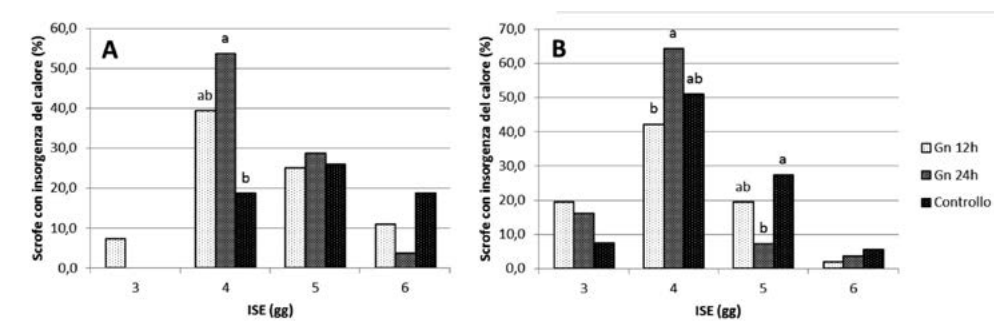 A
Scrofe con insorgenza del calore (%)
60,0
50,0
40,0
30,0
20,0
10,0
0,0
ab
a
b
3 4 5 6
ISE (gg)
B
Scrofe con insorgenza del calore (%)
70,0
60,0
50,0
40,0
30,0
20,0
10,0
0,0
b
a
ab
ab
b
a
3 4 5 6
ISE (gg)
Gn 12h
Gn 24h
Controllo